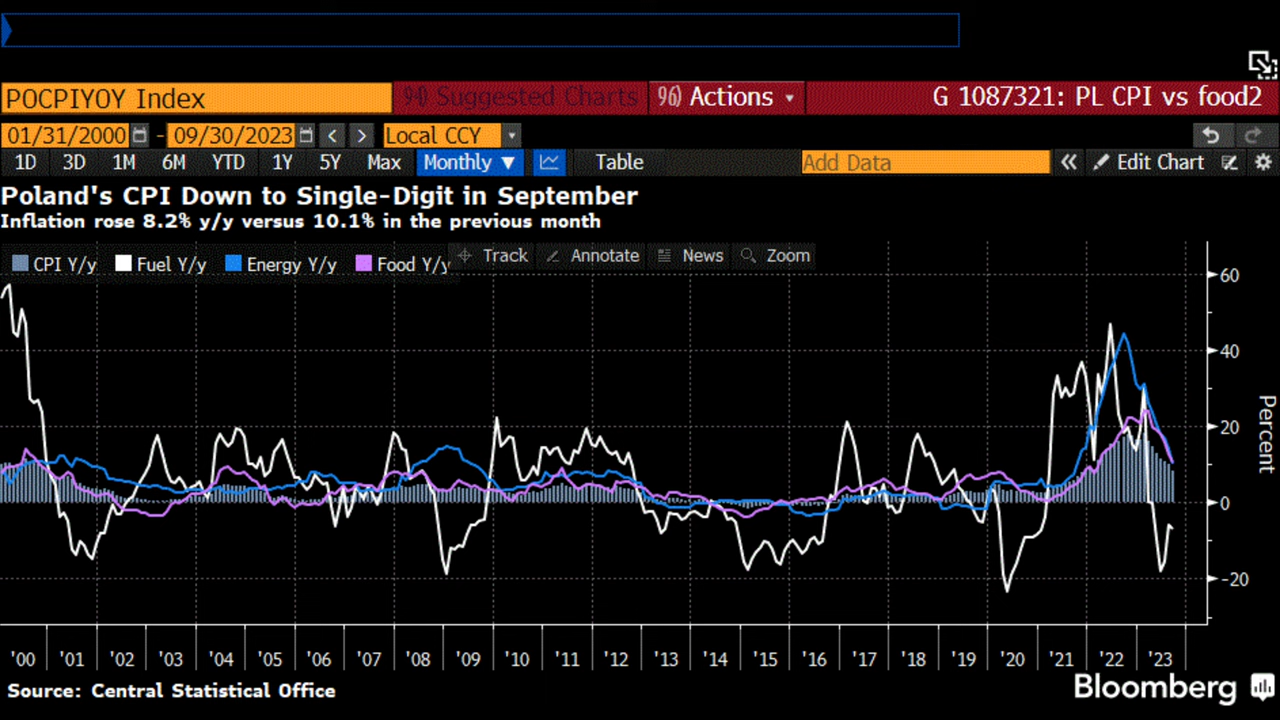 POCPIYOY Index
94) Suggested Charts
96) Actions
G 1087321: PL CPI vs food2
01/31/2000 - 09/30/2023
Local CCY
1D 3D 1M 6M YTD 1Y 5Y Max Monthly Table Add Data Edit Chart
Poland's CPI Down to Single-Digit in September
Inflation rose 8.2% y/y versus 10.1% in the previous month
CPI Y/y Fuel Y/y Energy Y/y Food Y/y Track Annotate News Zoom
60
40
20
0
-20
Percent
'00 '01 '02 '03 '04 '05 '06 '07 '08 '09 '10 '11 '12 '13 '14 '15 '16 '17 '18 '19 '20 '21 '22 '23
Source: Central Statistical Office
Bloomberg